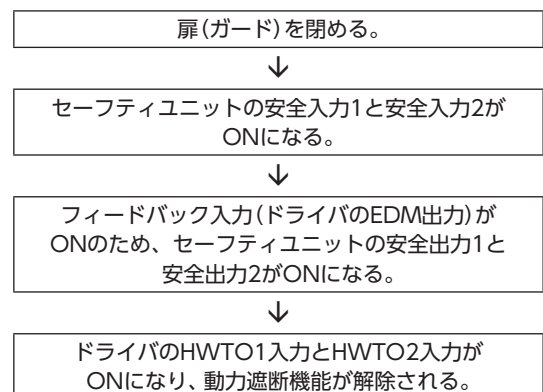 扉(ガード)を閉める。
↓
セーフティユニットの安全入力1と安全入力2が
ONになる。
↓
フィードバック入力(ドライバのEDM出力)が
ONのため、セーフティユニットの安全出力1と
安全出力2がONになる。
↓
ドライバのHWTO1入力とHWTO2入力が
ONになり、動力遮断機能が解除される。